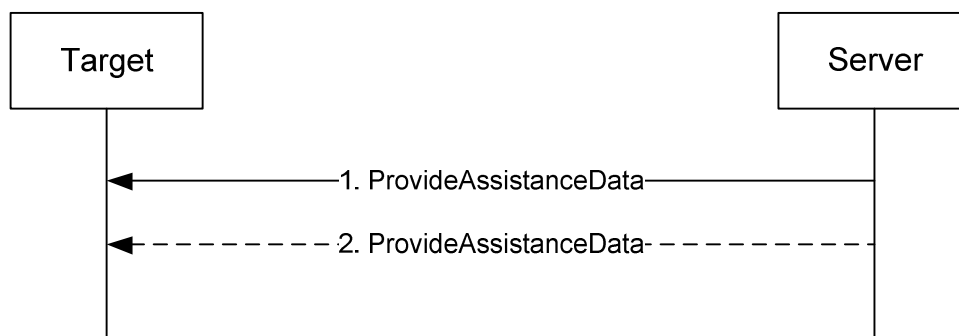 Target
Server
1. ProvideAssistanceData
2. ProvideAssistanceData